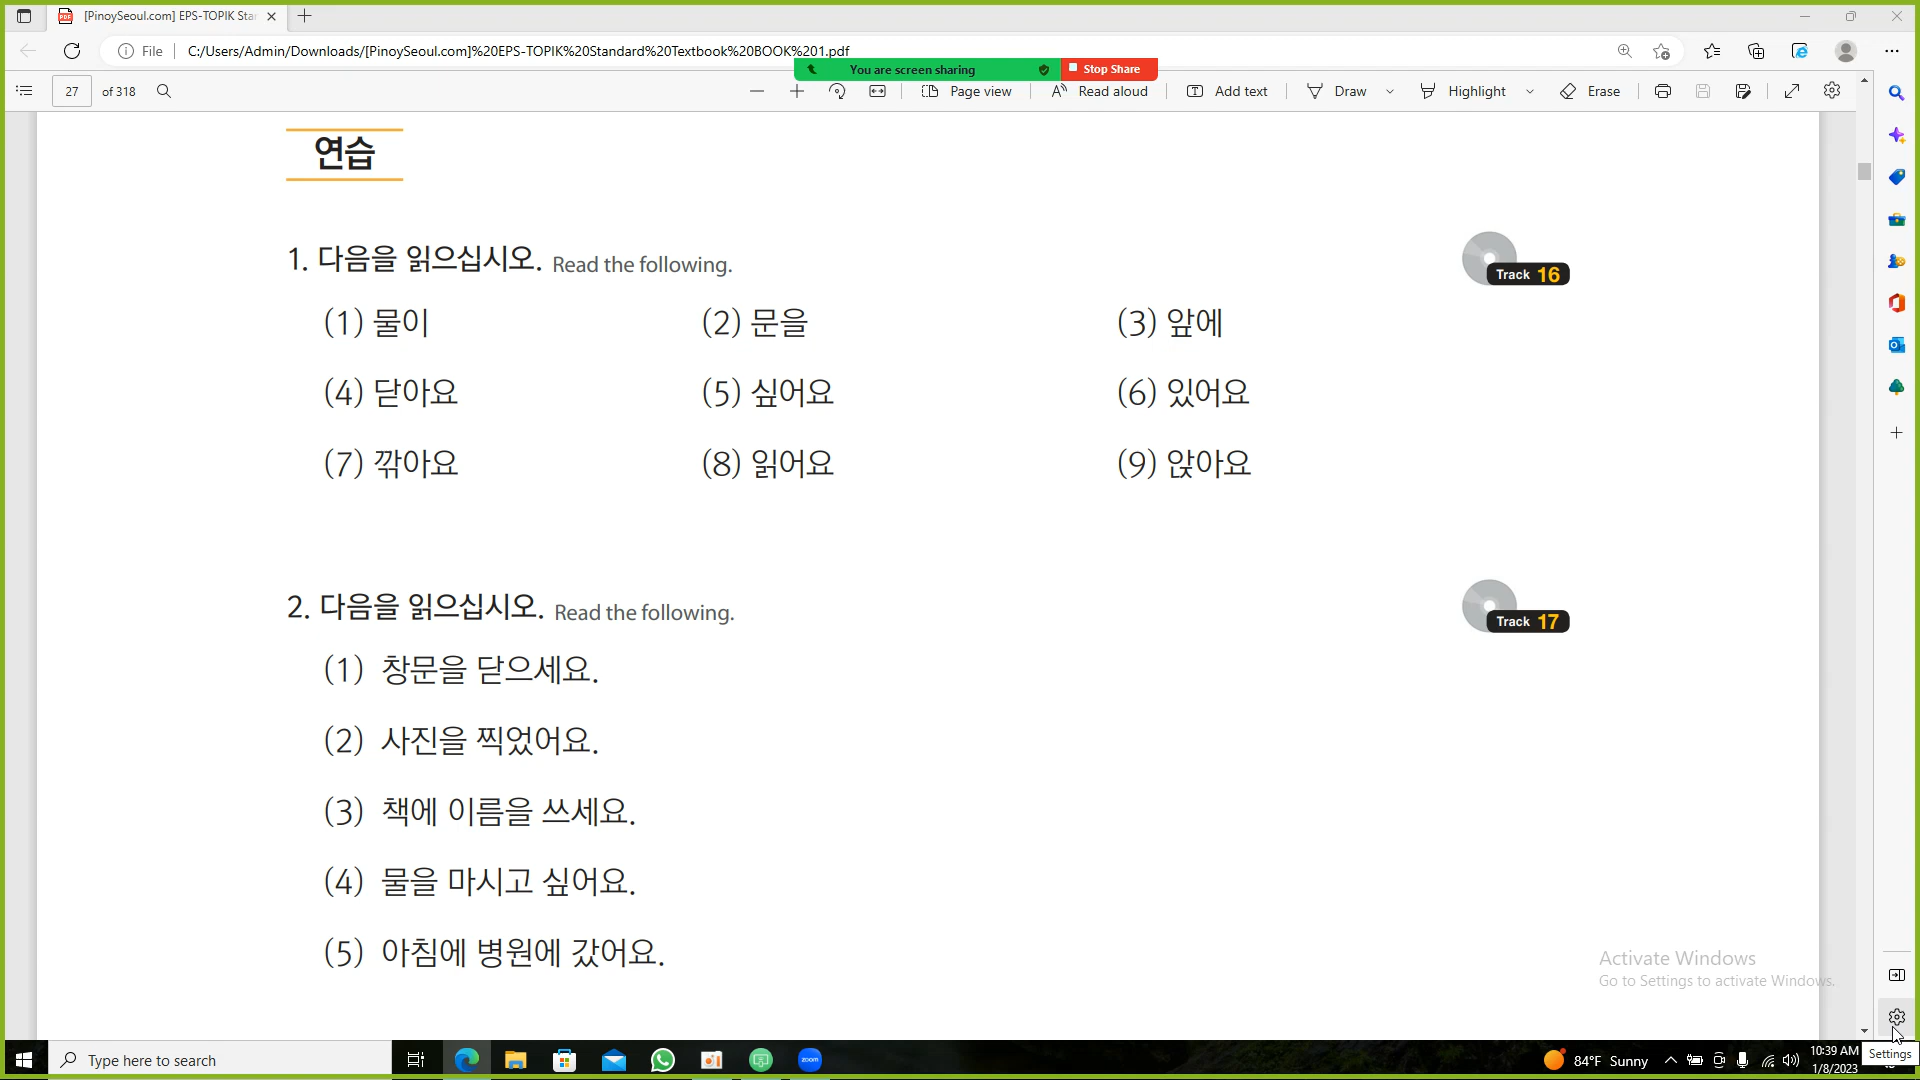 [PinoySeoul.com] EPS-TOPIK Sta
File C:/Users/Admin/Downloads/[PinoySeoul.com]%20EPS-TOPIK%20Standard%20Textbook%20BOOK%201.pdf
You are screen sharing Stop Share
27 of 318 Page view Read aloud Add text Draw Highlight Erase
연습
1. 다음을 읽으십시오. Read the following. Track 16
(1) 물이 (2) 문을 (3) 앞에
(4) 닫아요 (5) 싶어요 (6) 있어요
(7) 깎아요 (8) 읽어요 (9) 앉아요
2. 다음을 읽으십시오. Read the following. Track 17
(1) 창문을 닫으세요.
(2) 사진을 찍었어요.
(3) 책에 이름을 쓰세요.
(4) 물을 마시고 싶어요.
(5) 아침에 병원에 갔어요.
Activate Windows
Go to Settings to activate Windows.
Settings
Type here to search zoom 84°F Sunny 10:39 AM
1/8/2023